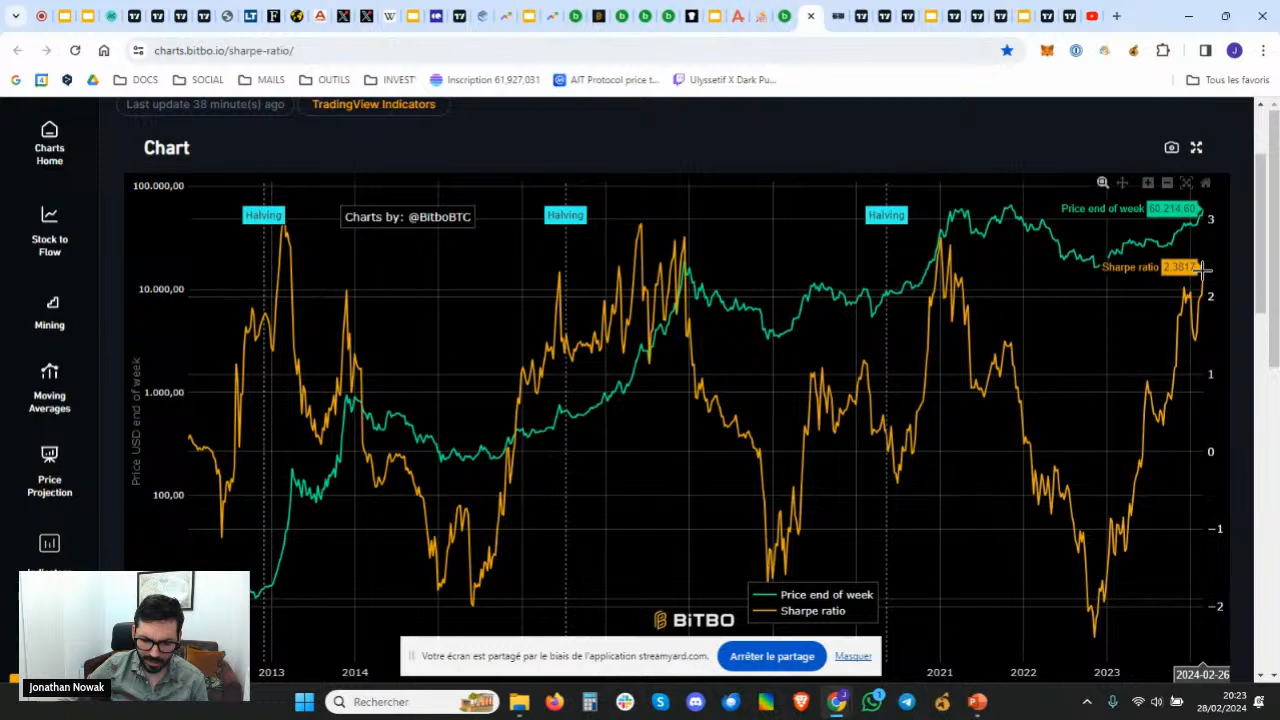 charts.bitbo.io/sharpe-ratio/
DOCS
SOCIAL
MAILS
OUTILS
INVEST
Inscription 61,927,031
AIT Protocol price t...
Ulyssetif X Dark Pu...
Tous les favoris
Last update 38 minute(s) ago
TradingView Indicators
Charts
Home
Stock to
Flow
Mining
Moving
Averages
Price
Projection
Chart
100.000,00
10.000,00
1.000,00
100,00
Price USD end of week
Halving
Charts by: @BitboBTC
Halving
Halving
Price end of week 60,214.60
Sharpe ratio 2.3817
3
2
1
0
−1
−2
Price end of week
Sharpe ratio
BiTBO
2013
2014
2021
2022
2023
2024-02-26
Votre écran est partagé par le biais de l'application streamyard.com.
Arrêter le partage
Masquer
Jonathan Nowak
Rechercher
20:23
28/02/2024